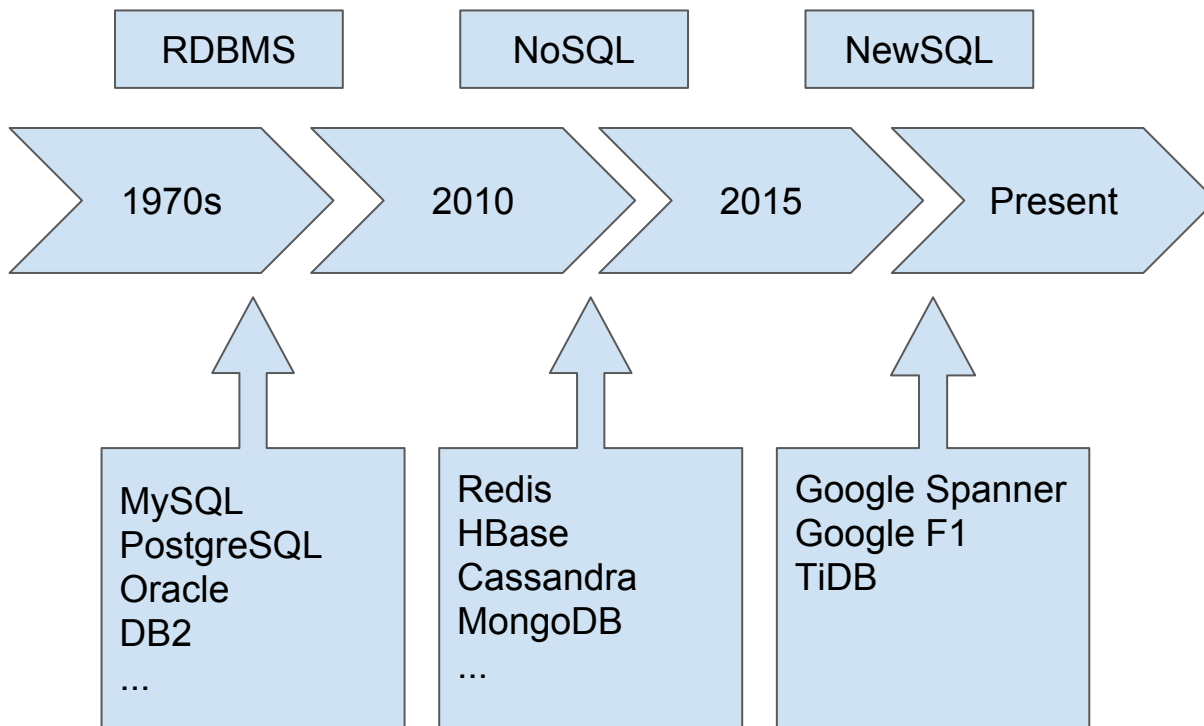 RDBMS
NoSQL
NewSQL
1970s
2010
2015
Present
MySQL
PostgreSQL
Oracle
DB2
...
Redis
HBase
Cassandra
MongoDB
...
Google Spanner
Google F1
TiDB